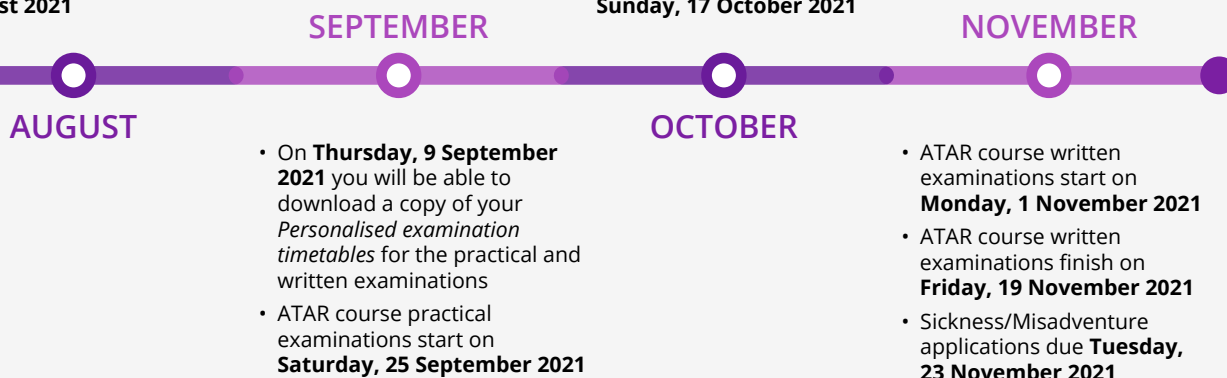 st 2021
Sunday, 17 October 2021
SEPTEMBER
NOVEMBER
AUGUST
OCTOBER
• On Thursday, 9 September
2021 you will be able to
download a copy of your
Personalised examination
timetables for the practical and
written examinations
• ATAR course practical
examinations start on
Saturday, 25 September 2021
• ATAR course written
examinations start on
Monday, 1 November 2021
• ATAR course written
examinations finish on
Friday, 19 November 2021
• Sickness/Misadventure
applications due Tuesday,
23 November 2021